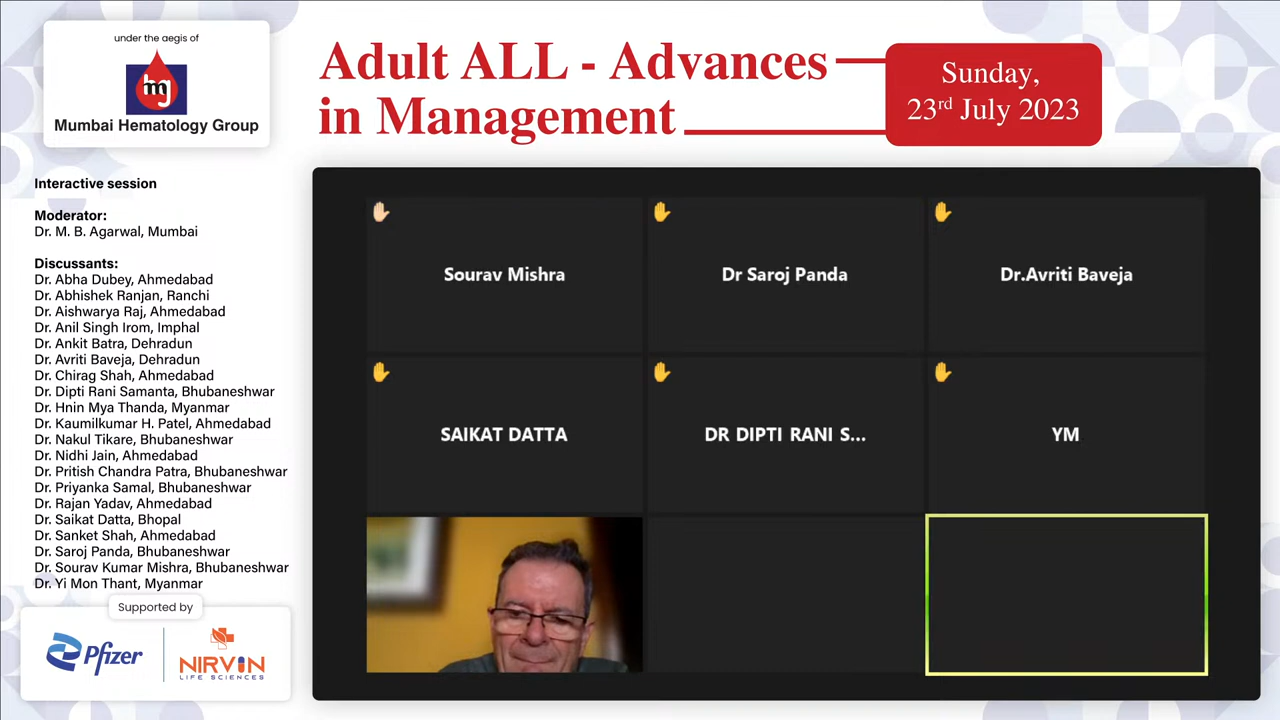 under the aegis of
mg
Mumbai Hematology Group
Adult ALL - Advances
in Management
Sunday,
23rd July 2023
Interactive session
Moderator:
Dr. M. B. Agarwal, Mumbai
Discussants:
Dr. Abha Dubey, Ahmedabad
Dr. Abhishek Ranjan, Ranchi
Dr. Aishwarya Raj, Ahmedabad
Dr. Anil Singh Irom, Imphal
Dr. Ankit Batra, Dehradun
Dr. Avriti Baveja, Dehradun
Dr. Chirag Shah, Ahmedabad
Dr. Dipti Rani Samanta, Bhubaneshwar
Dr. Hnin Mya Thanda, Myanmar
Dr. Kaumilkumar H. Patel, Ahmedabad
Dr. Nakul Tikare, Bhubaneshwar
Dr. Nidhi Jain, Ahmedabad
Dr. Pritish Chandra Patra, Bhubaneshwar
Dr. Priyanka Samal, Bhubaneshwar
Dr. Rajan Yadav, Ahmedabad
Dr. Saikat Datta, Bhopal
Dr. Sanket Shah, Ahmedabad
Dr. Saroj Panda, Bhubaneshwar
Dr. Sourav Kumar Mishra, Bhubaneshwar
Dr. Yi Mon Thant, Myanmar
Supported by
Pfizer
NIRVIN
LIFE SCIENCES
Sourav Mishra
Dr Saroj Panda
Dr.Avriti Baveja
SAIKAT DATTA
DR DIPTI RANI S...
YM